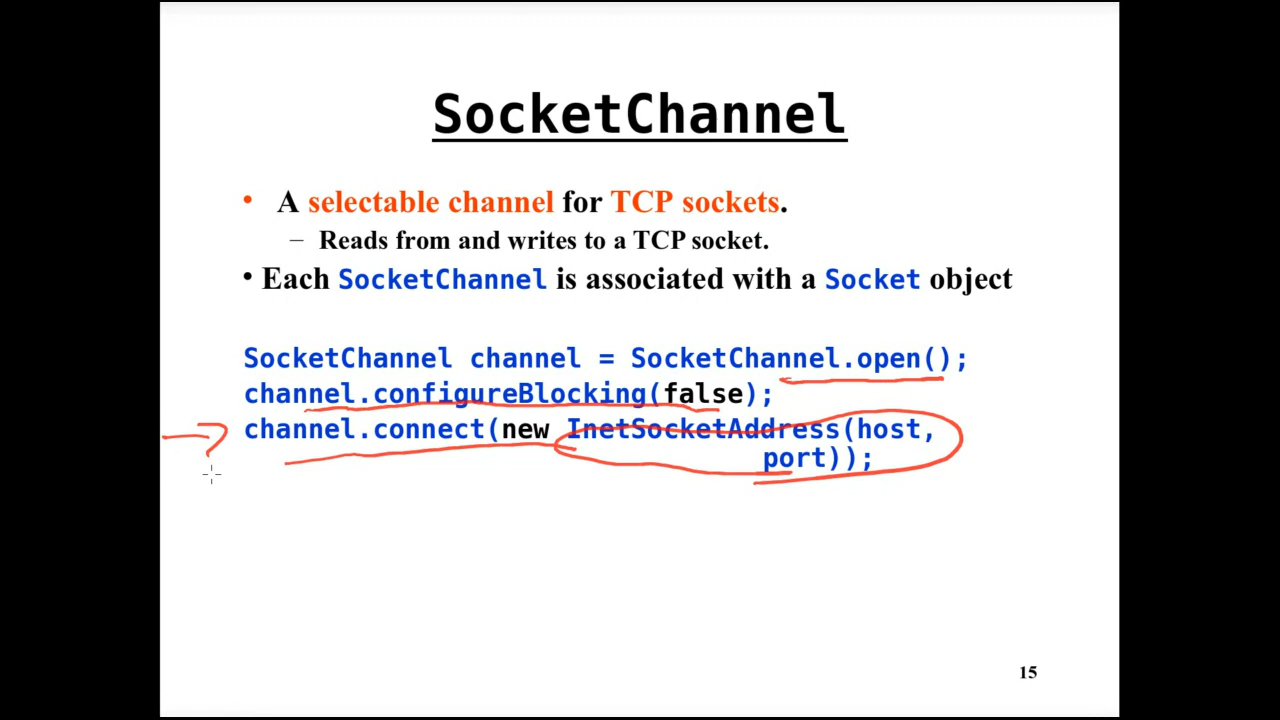 SocketChannel
• A selectable channel for TCP sockets.
– Reads from and writes to a TCP socket.
• Each SocketChannel is associated with a Socket object
SocketChannel channel = SocketChannel.open();
channel.configureBlocking(false);
channel.connect(new InetSocketAddress(host,
port));
15